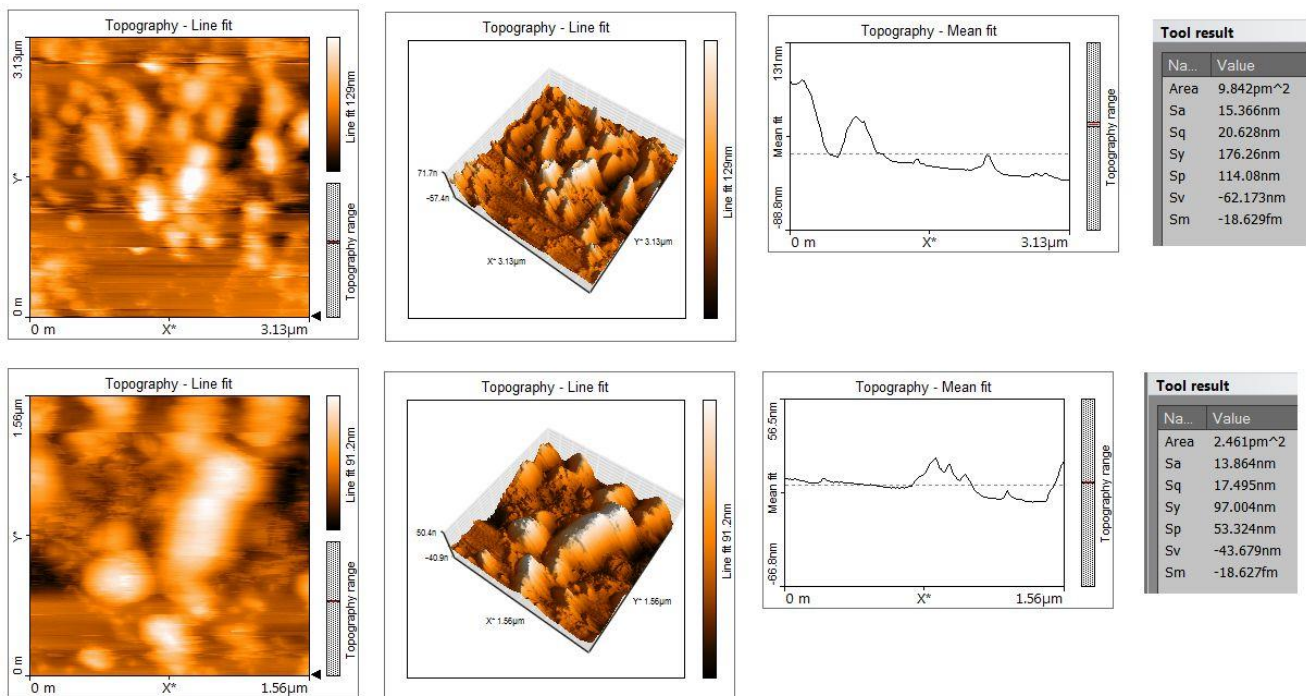 Topography - Line fit
3.13µm
Y*
0 m
0 m X* 3.13µm
Line fit 129nm
Topography range
Topography - Line fit
71.7n
-57.4n
X* 3.13µm
Y* 3.13µm
Line fit 129nm
Topography - Mean fit
131nm
Mean fit
-88.8nm
0 m X* 3.13µm
Topography range
Tool result
Na... Value
Area 9.842pm^2
Sa 15.366nm
Sq 20.628nm
Sy 176.26nm
Sp 114.08nm
Sv -62.173nm
Sm -18.629fm
Topography - Line fit
1.56µm
Y*
0 m
0 m X* 1.56µm
Line fit 91.2nm
Topography range
Topography - Line fit
50.4n
-40.9n
X* 1.56µm
Y* 1.56µm
Line fit 91.2nm
Topography - Mean fit
56.5nm
Mean fit
-66.8nm
0 m X* 1.56µm
Topography range
Tool result
Na... Value
Area 2.461pm^2
Sa 13.864nm
Sq 17.495nm
Sy 97.004nm
Sp 53.324nm
Sv -43.679nm
Sm -18.627fm